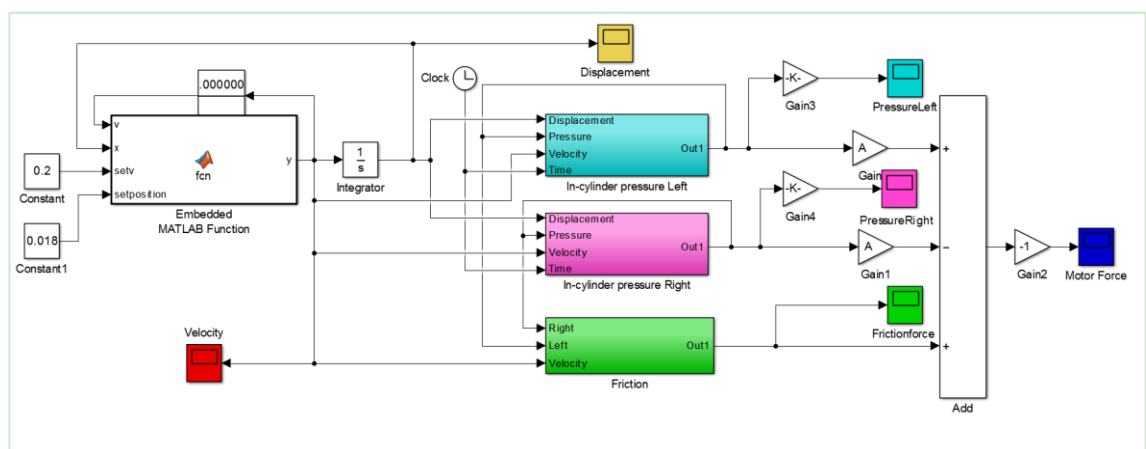 .000000
Displacement
Clock
-K-
Gain3
PressureLeft
v
x
setv
setposition
fcn
y
Embedded
MATLAB Function
0.2
Constant
0.018
Constant1
1
s
Integrator
Displacement
Pressure
Velocity
Time
Out1
In-cylinder pressure Left
A
Gain
+
-K-
Gain4
PressureRight
Displacement
Pressure
Velocity
Time
Out1
In-cylinder pressure Right
A
Gain1
−
-1
Gain2
Motor Force
Velocity
Right
Left
Velocity
Out1
Friction
Frictionforce
+
Add